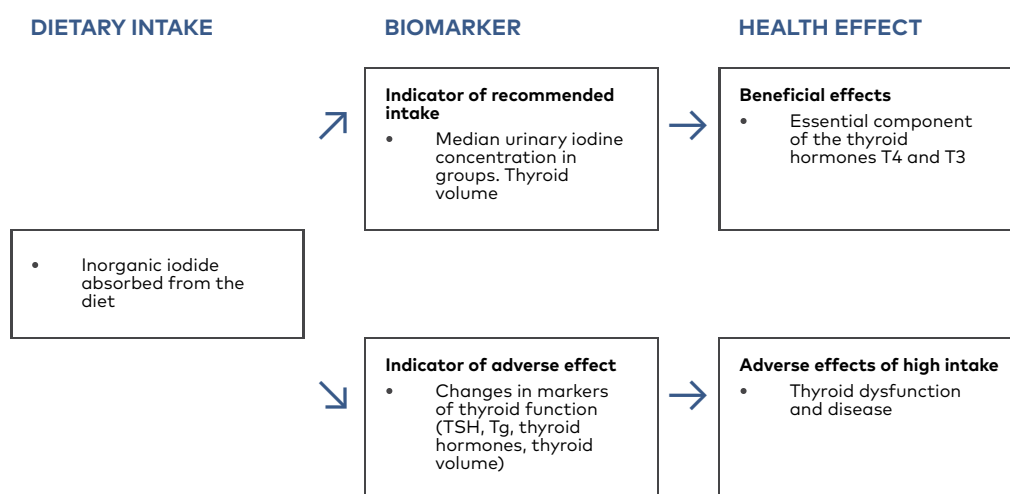 DIETARY INTAKE
BIOMARKER
HEALTH EFFECT
Indicator of recommended
intake
• Median urinary iodine
concentration in
groups. Thyroid
volume
Beneficial effects
• Essential component
of the thyroid
hormones T4 and T3
• Inorganic iodide
absorbed from the
diet
Indicator of adverse effect
• Changes in markers
of thyroid function
(TSH, Tg, thyroid
hormones, thyroid
volume)
Adverse effects of high intake
• Thyroid dysfunction
and disease